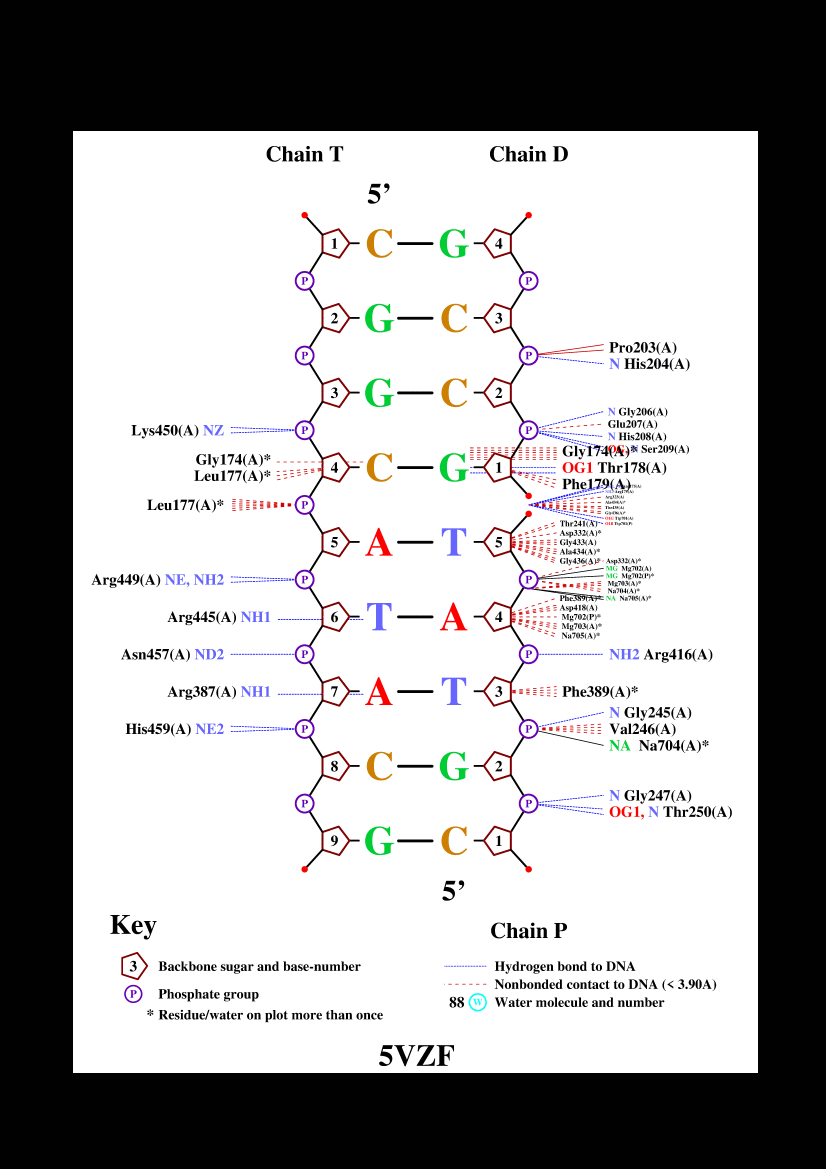 Chain T Chain D
5’
1 C G 4
P P
2 G C 3
P P Pro203(A)
N His204(A)
3 G C 2
N Gly206(A)
Glu207(A)
Lys450(A) NZ P P N His208(A)
N Ser209(A)
Gly174(A)* Gly174(A)*
4 C G 1 OG1 Thr178(A)
Leu177(A)*
Phe179(A)
Leu177(A)* P
Thr241(A)
Asp332(A)*
5 A T 5 Gly433(A)
Ala434(A)*
Gly436(A)* Asp332(A)*
MG Mg702(A)
Arg449(A) NE, NH2 P P MG Mg702(P)*
Mg703(A)*
Na704(A)*
Phe389(A)* NA Na705(A)*
Asp418(A)
Arg445(A) NH1 6 T A 4 Mg702(P)*
Mg703(A)*
Na705(A)*
Asn457(A) ND2 P P NH2 Arg416(A)
Arg387(A) NH1 7 A T 3 Phe389(A)*
N Gly245(A)
His459(A) NE2 P P Val246(A)
NA Na704(A)*
8 C G 2
N Gly247(A)
P P
OG1, N Thr250(A)
9 G C 1
5’
Key
Chain P
3 Backbone sugar and base-number
Hydrogen bond to DNA
Nonbonded contact to DNA (< 3.90A)
P Phosphate group
88 W Water molecule and number
* Residue/water on plot more than once
5VZF